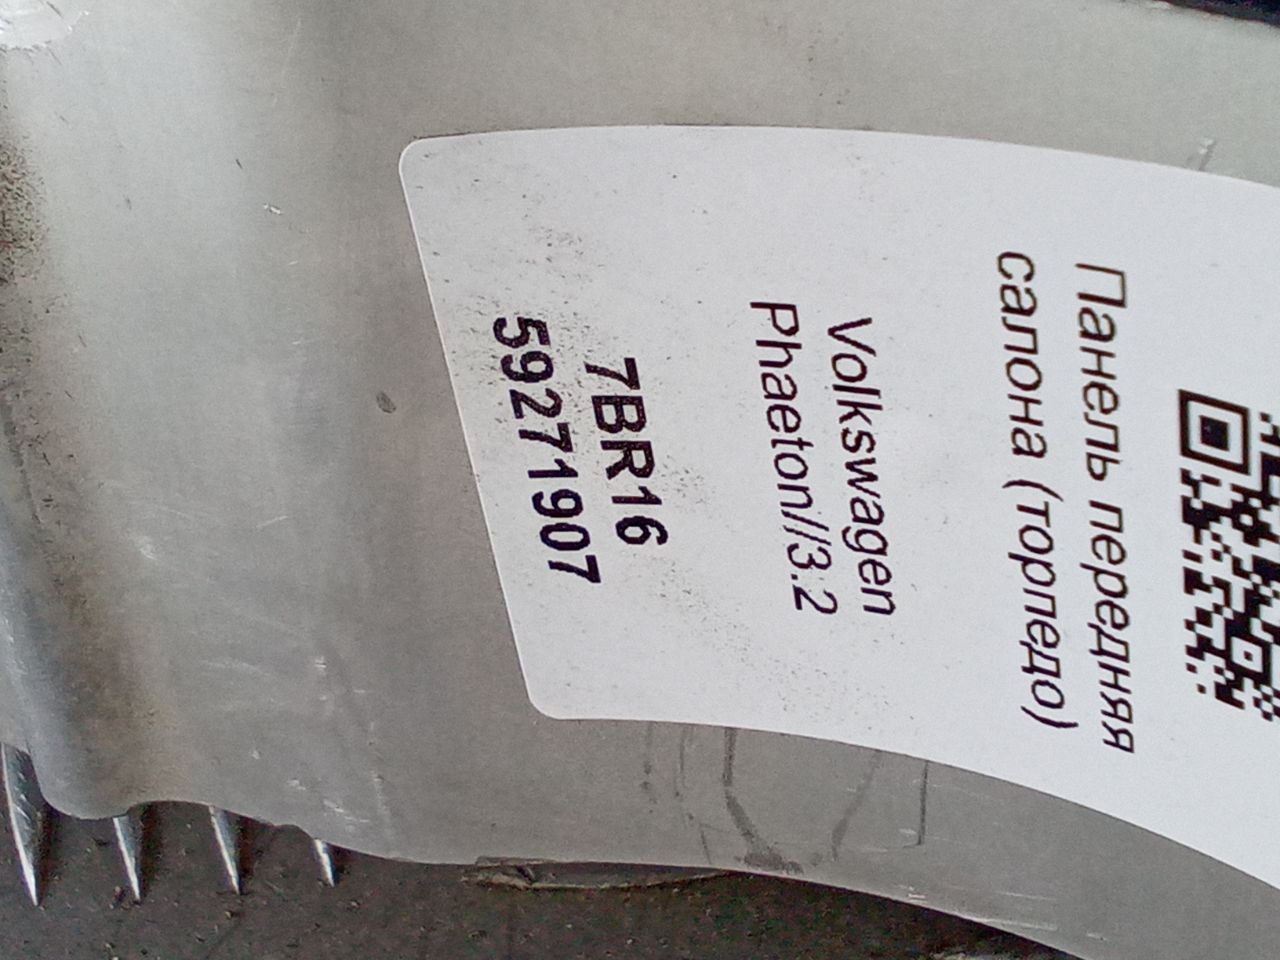 Панель передняя
салона (торпедо)
Volkswagen
Phaeton//3.2
7BR16
59271907